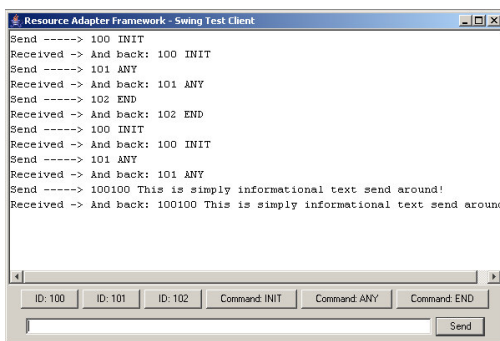 Resource Adapter Framework - Swing Test Client
Send -----> 100 INIT
Received -> And back: 100 INIT
Send -----> 101 ANY
Received -> And back: 101 ANY
Send -----> 102 END
Received -> And back: 102 END
Send -----> 100 INIT
Received -> And back: 100 INIT
Send -----> 101 ANY
Received -> And back: 101 ANY
Send -----> 100100 This is simply informational text send around!
Received -> And back: 100100 This is simply informational text send around
ID: 100 ID: 101 ID: 102 Command: INIT Command: ANY Command: END
Send